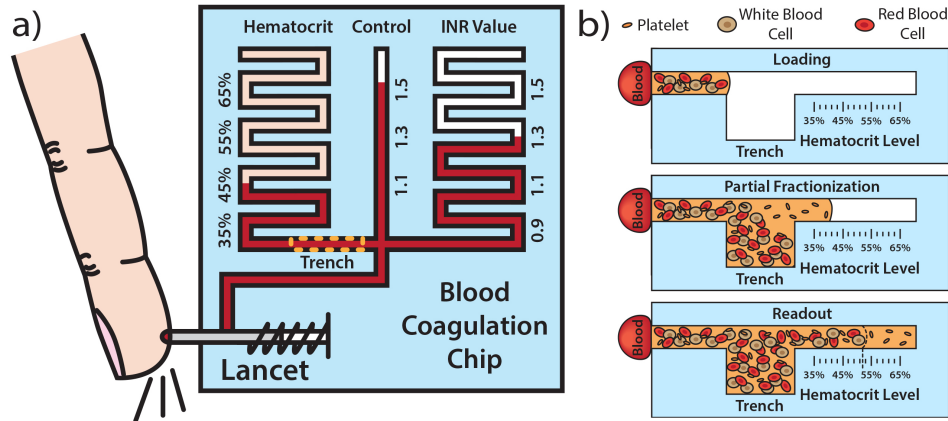 a)
Hematocrit Control INR Value
65%
55%
45%
35%
1.5
1.3
1.1
1.5
1.3
1.1
0.9
Trench
Blood
Coagulation
Chip
Lancet
b)
Platelet
White Blood
Cell
Red Blood
Cell
Loading
Blood
35% 45% 55% 65%
Hematocrit Level
Trench
Partial Fractionization
Blood
35% 45% 55% 65%
Hematocrit Level
Trench
Readout
Blood
35% 45% 55% 65%
Hematocrit Level
Trench